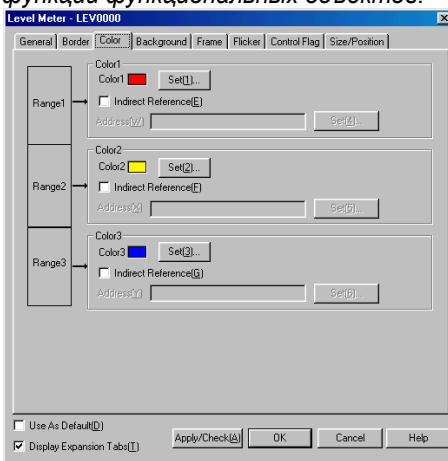 функции функциональных объектов.
Level Meter - LEV0000
General Border Color Background Frame Flicker Control Flag Size/Position
Color1
Color1 Set(1)...
Range1
Indirect Reference(E)
Address(W) Set(4)...
Color2
Color2 Set(2)...
Range2
Indirect Reference(F)
Address(X) Set(5)...
Color3
Color3 Set(3)...
Range3
Indirect Reference(G)
Address(Y) Set(6)...
Use As Default(D)
Display Expansion Tabs(T)
Apply/Check(A) OK Cancel Help